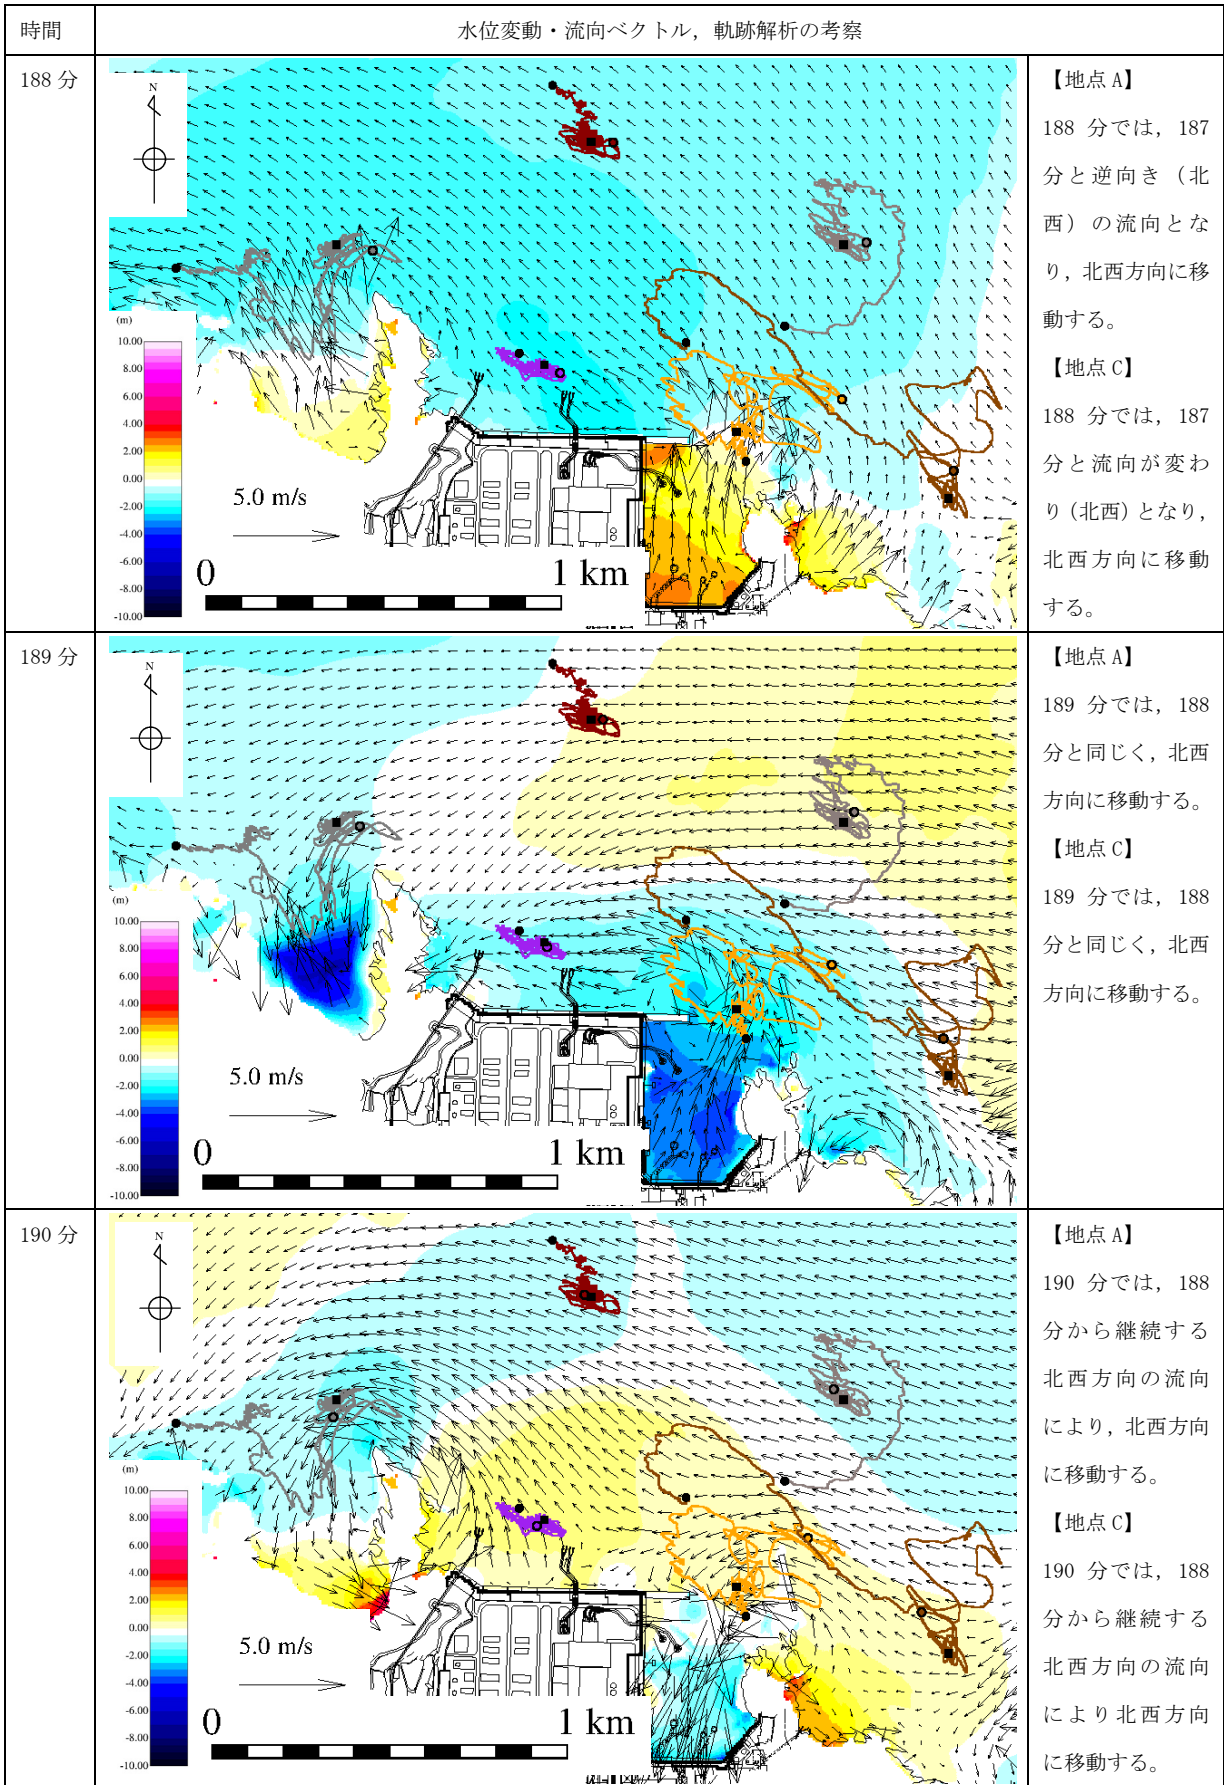 時間
水位変動・流向ベクトル，軌跡解析の考察
188 分
N
(m)
10.00
8.00
6.00
4.00
2.00
0.00
-2.00
-4.00
-6.00
-8.00
-10.00
5.0 m/s
0
1 km
【地点 A】
188 分では，187
分と逆向き（北
西）の流向とな
り，北西方向に移
動する。
【地点 C】
188 分では，187
分と流向が変わ
り（北西）となり，
北西方向に移動
する。
189 分
N
(m)
10.00
8.00
6.00
4.00
2.00
0.00
-2.00
-4.00
-6.00
-8.00
-10.00
5.0 m/s
0
1 km
【地点 A】
189 分では，188
分と同じく，北西
方向に移動する。
【地点 C】
189 分では，188
分と同じく，北西
方向に移動する。
190 分
N
(m)
10.00
8.00
6.00
4.00
2.00
0.00
-2.00
-4.00
-6.00
-8.00
-10.00
5.0 m/s
0
1 km
【地点 A】
190 分では，188
分から継続する
北西方向の流向
により，北西方向
に移動する。
【地点 C】
190 分では，188
分から継続する
北西方向の流向
により北西方向
に移動する。